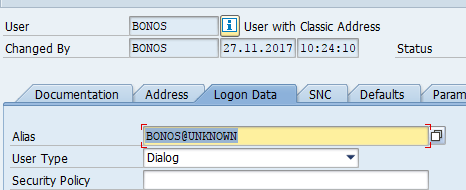 User BONOS User with Classic Address
Changed By BONOS 27.11.2017 10:24:10 Status
Documentation Address Logon Data SNC Defaults Param
Alias BONOS@UNKNOWN
User Type Dialog
Security Policy